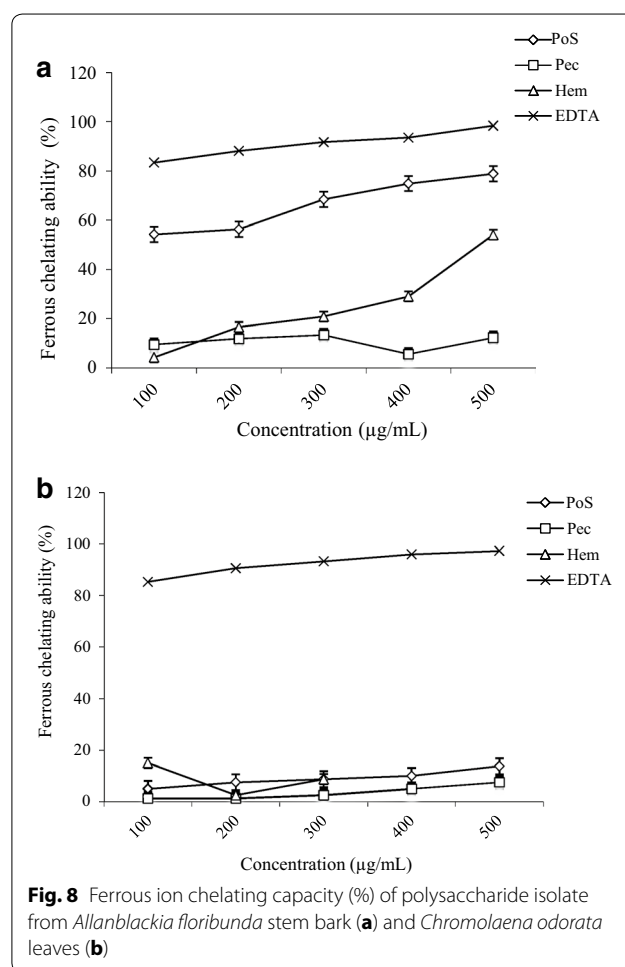 a
PoS
Pec
Hem
EDTA
120
100
80
60
40
20
0
Ferrous chelating ability (%)
100
200
300
400
500
Concentration (µg/mL)
b
PoS
Pec
Hem
EDTA
120
100
80
60
40
20
0
Ferrous chelating ability (%)
100
200
300
400
500
Concentration (µg/mL)
Fig. 8 Ferrous ion chelating capacity (%) of polysaccharide isolate
from Allanblackia floribunda stem bark (a) and Chromolaena odorata
leaves (b)